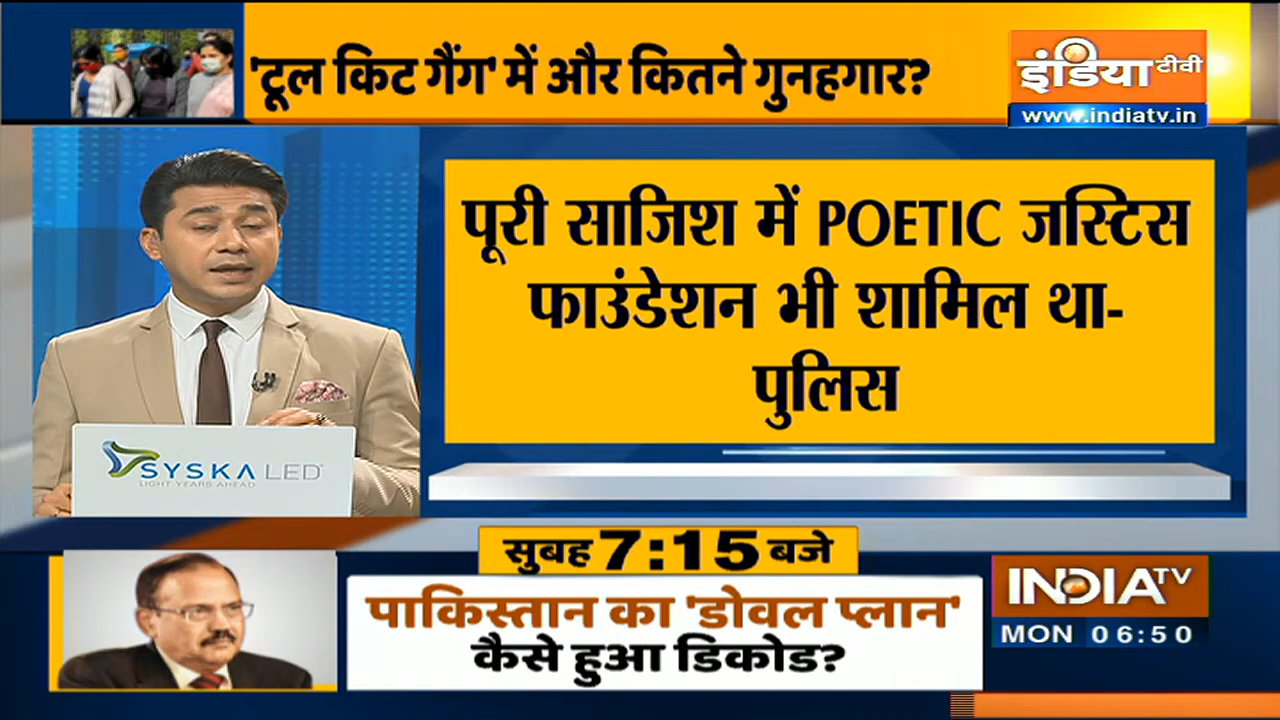 'टूल किट गैंग' में और कितने गुनहगार?
इंडिया टीवी
www.indiatv.in
पूरी साजिश में POETIC जस्टिस
फाउंडेशन भी शामिल था-
पुलिस
SYSKA LED
LIGHT YEARS AHEAD
सुबह 7:15 बजे
पाकिस्तान का 'डोवल प्लान'
कैसे हुआ डिकोड?
INDIA TV
MON 06:50